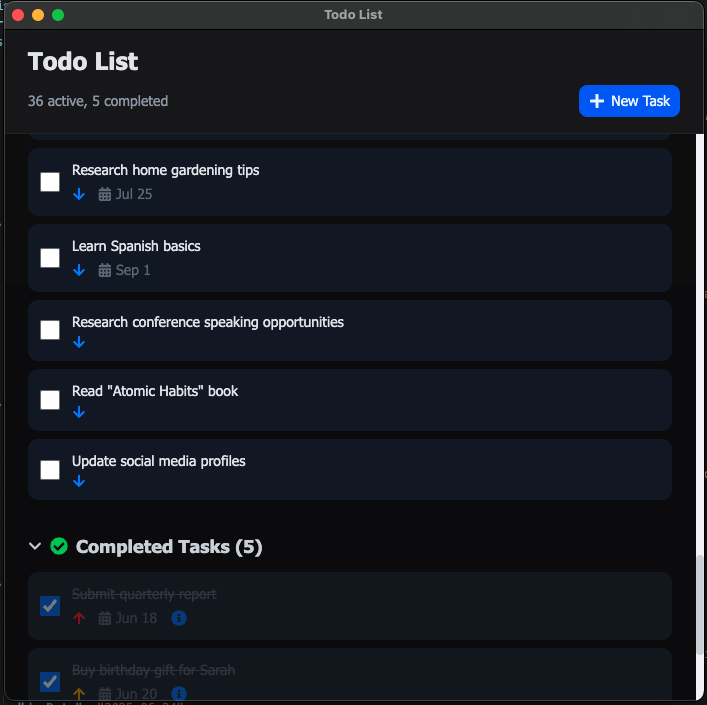 Todo List
Todo List
36 active, 5 completed
New Task
Research home gardening tips
Jul 25
Learn Spanish basics
Sep 1
Research conference speaking opportunities
Read "Atomic Habits" book
Update social media profiles
Completed Tasks (5)
Submit quarterly report
Jun 18
Buy birthday gift for Sarah
Jun 20